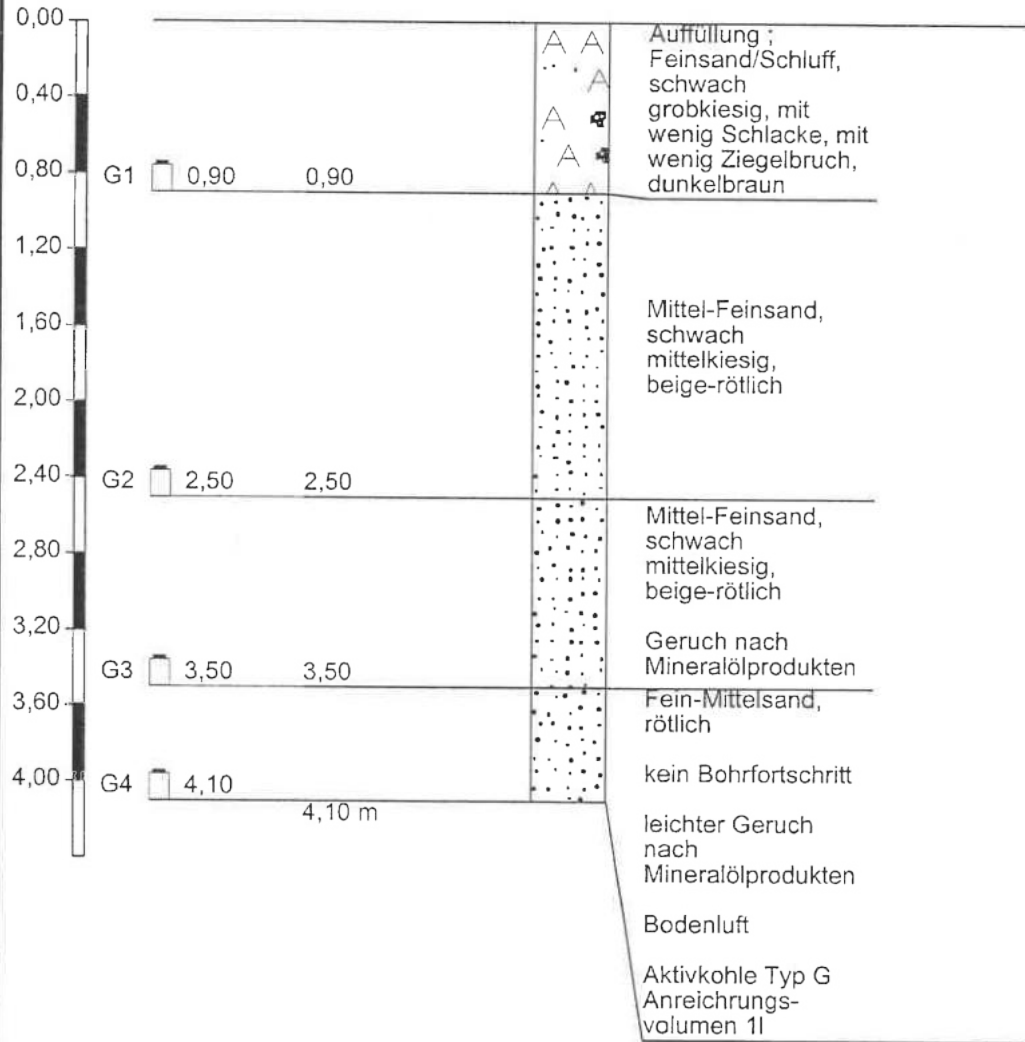 0,00
Auffüllung ;
Feinsand/Schluff,
schwach
grobkiesig, mit
wenig Schlacke, mit
wenig Ziegelbruch,
dunkelbraun
A A
A
A
A
A A
0,40
0,80
G1 0,90 0,90
1,20
1,60
Mittel-Feinsand,
schwach
mittelkiesig,
beige-rötlich
2,00
2,40
G2 2,50 2,50
Mittel-Feinsand,
schwach
mittelkiesig,
beige-rötlich
2,80
3,20
Geruch nach
Mineralölprodukten
G3 3,50 3,50
3,60
Fein-Mittelsand,
rötlich
4,00
kein Bohrfortschritt
G4 4,10
4,10 m
leichter Geruch
nach
Mineralölprodukten
Bodenluft
Aktivkohle Typ G
Anreichrungs-
volumen 1l